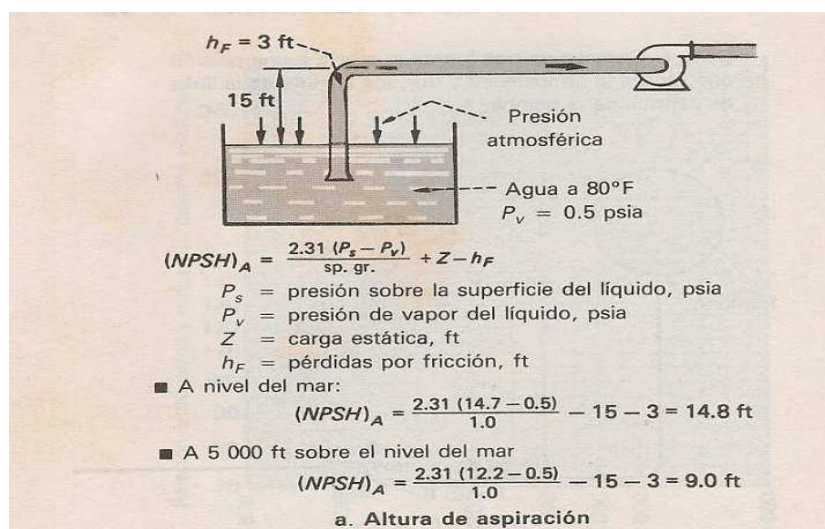 h_F = 3 ft
15 ft
Presión
atmosférica
Agua a 80°F
P_v = 0.5 psia
(NPSH)_A = 2.31 (P_s – P_v) / sp. gr. + Z – h_F
P_s = presión sobre la superficie del líquido, psia
P_v = presión de vapor del líquido, psia
Z = carga estática, ft
h_F = pérdidas por fricción, ft
■ A nivel del mar:
(NPSH)_A = 2.31 (14.7 – 0.5) / 1.0 – 15 – 3 = 14.8 ft
■ A 5 000 ft sobre el nivel del mar
(NPSH)_A = 2.31 (12.2 – 0.5) / 1.0 – 15 – 3 = 9.0 ft
a. Altura de aspiración